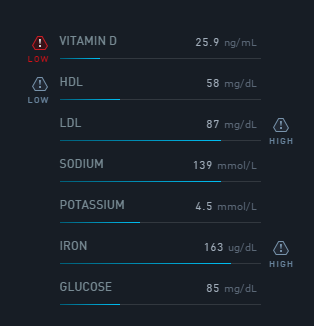 VITAMIN D 25.9 ng/mL
LOW
HDL 58 mg/dL
LOW
LDL 87 mg/dL
HIGH
SODIUM 139 mmol/L
POTASSIUM 4.5 mmol/L
IRON 163 ug/dL
HIGH
GLUCOSE 85 mg/dL